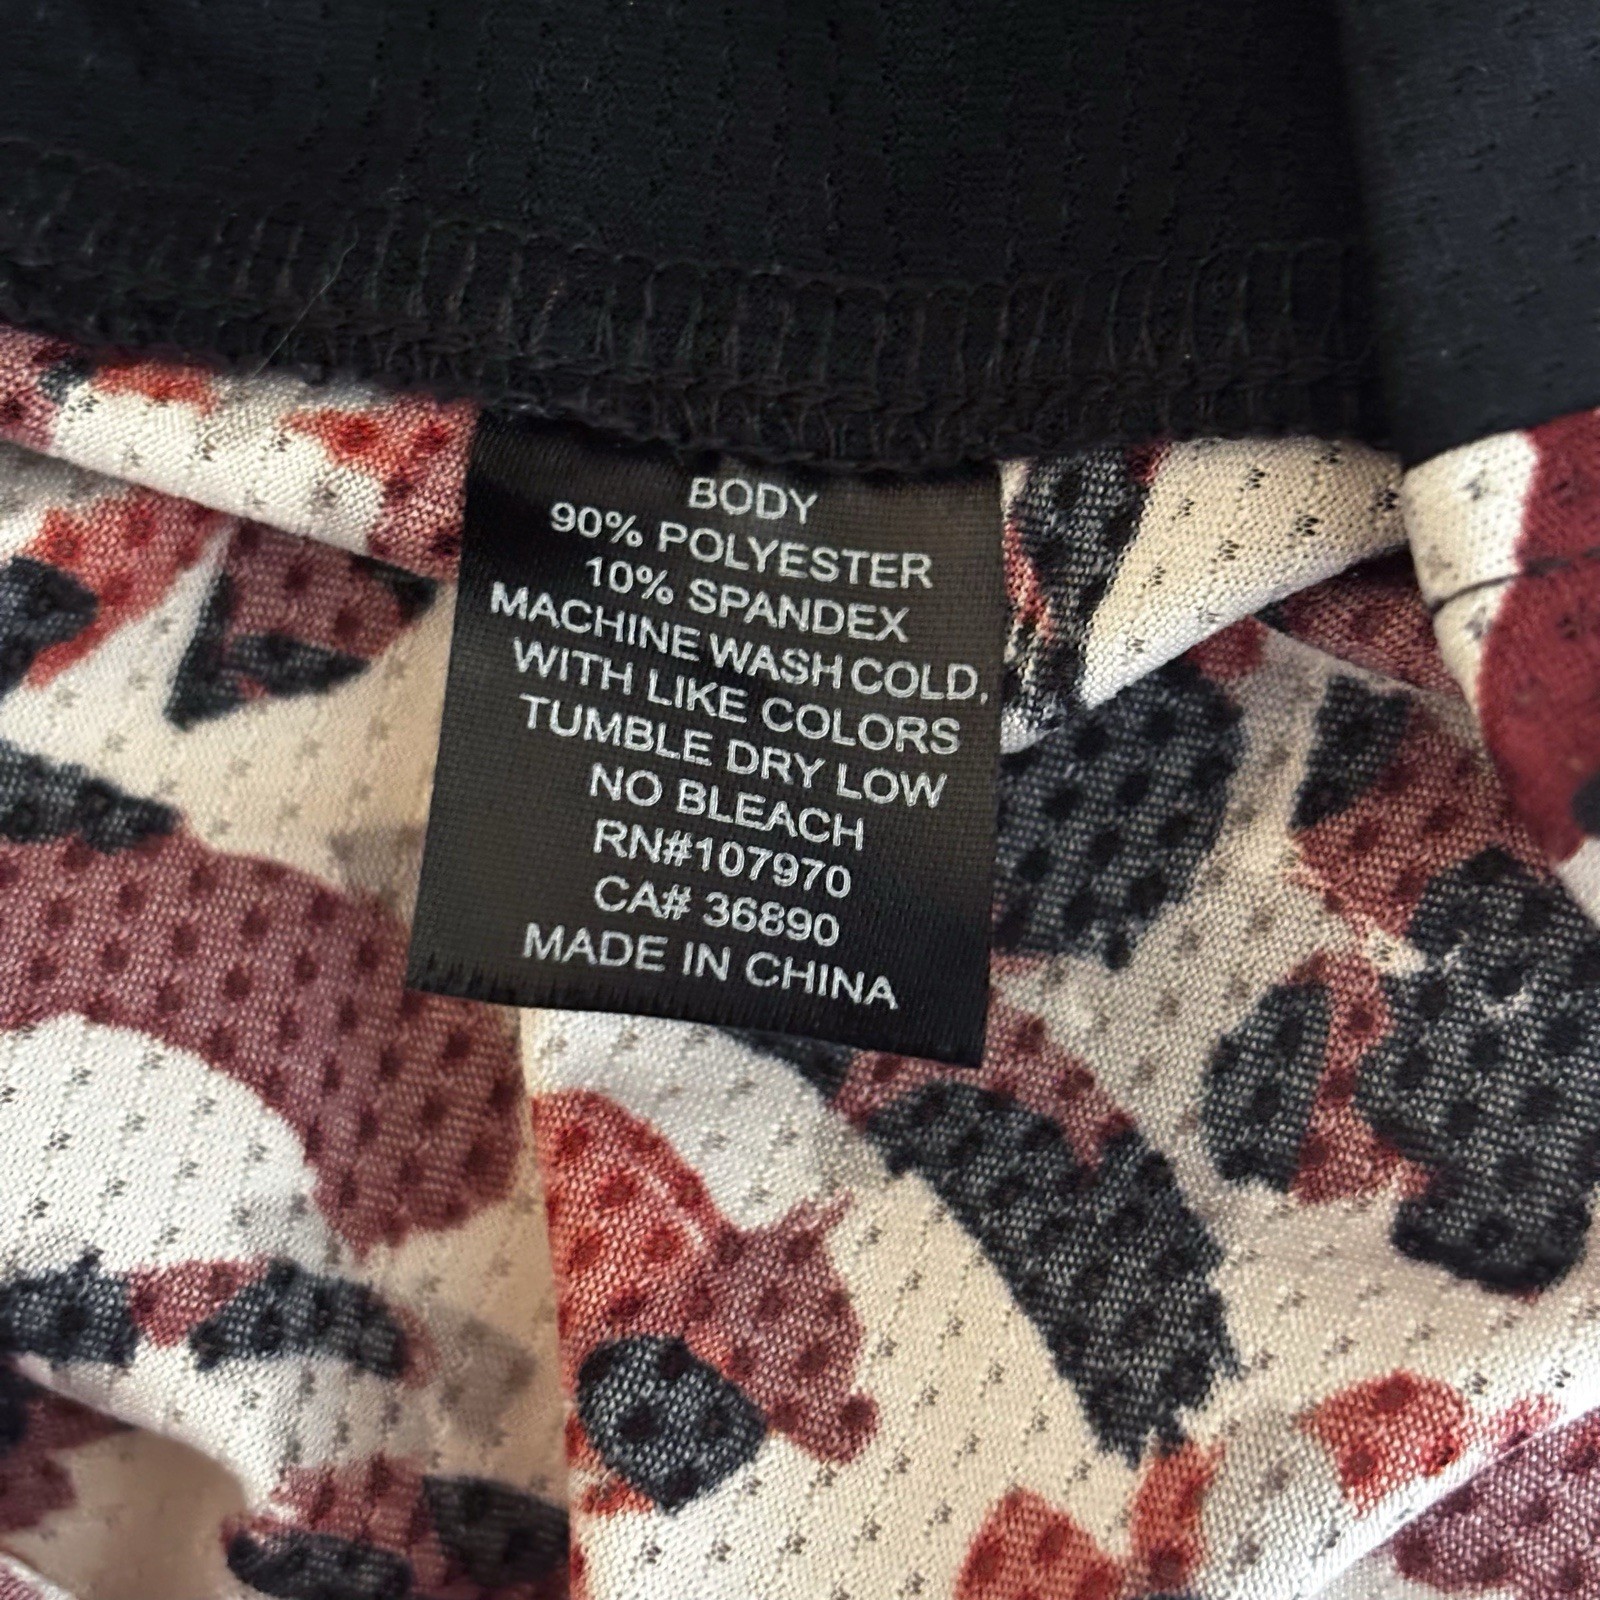 BODY
90% POLYESTER
10% SPANDEX
MACHINE WASH COLD,
WITH LIKE COLORS
TUMBLE DRY LOW
NO BLEACH
RN#107970
CA# 36890
MADE IN CHINA